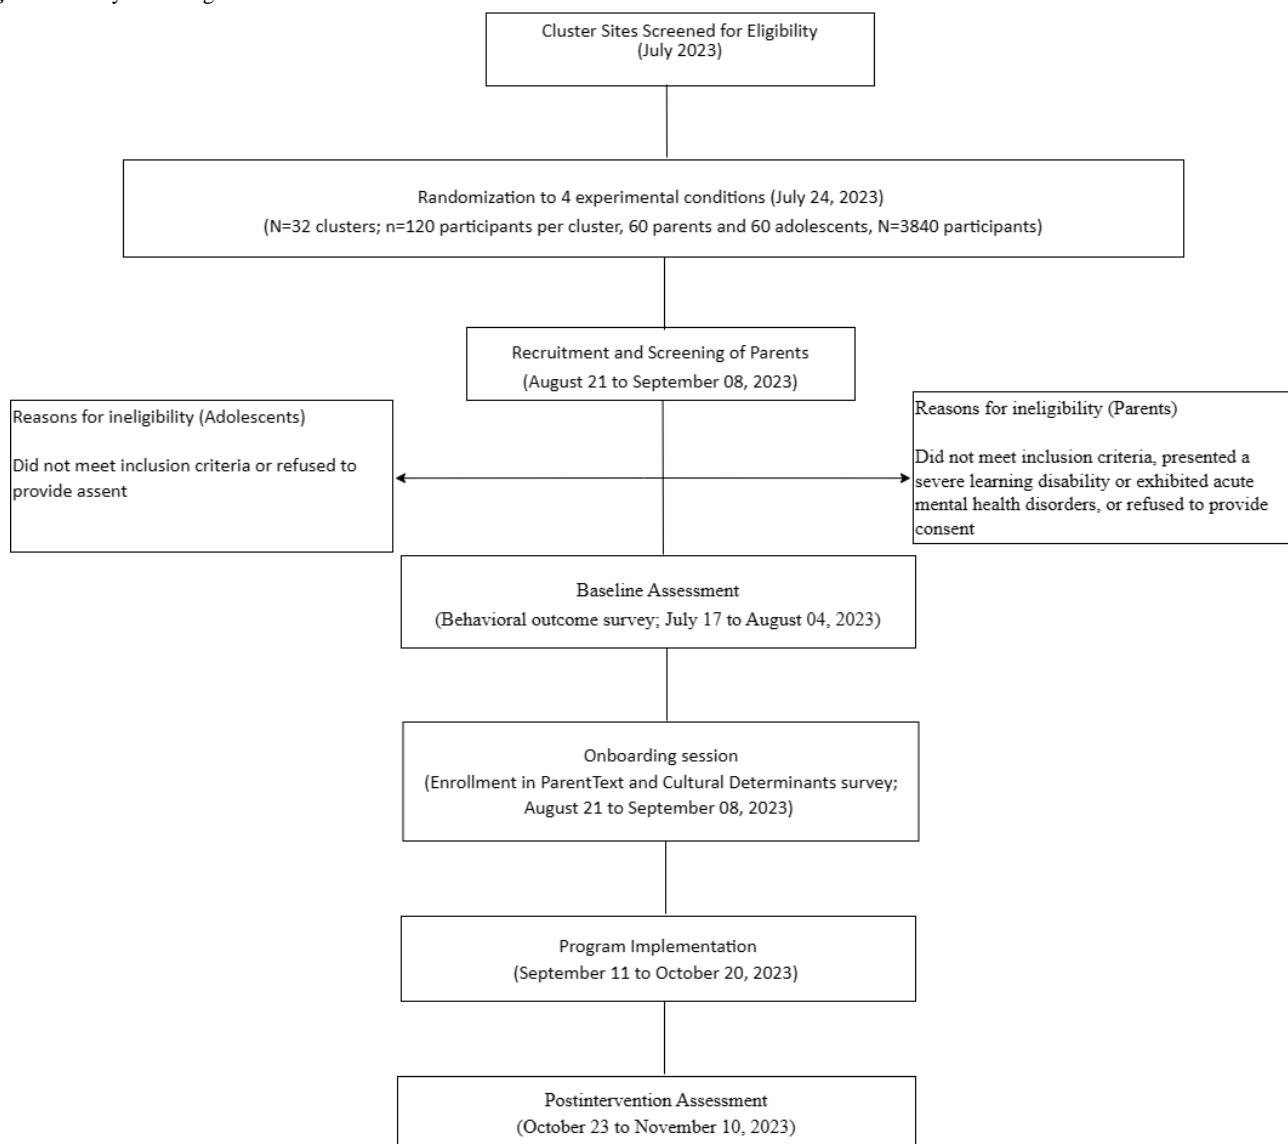 Cluster Sites Screened for Eligibility
(July 2023)
Randomization to 4 experimental conditions (July 24, 2023)
(N=32 clusters; n=120 participants per cluster, 60 parents and 60 adolescents, N=3840 participants)
Recruitment and Screening of Parents
(August 21 to September 08, 2023)
Reasons for ineligibility (Adolescents)
Did not meet inclusion criteria or refused to
provide assent
Reasons for ineligibility (Parents)
Did not meet inclusion criteria, presented a
severe learning disability or exhibited acute
mental health disorders, or refused to provide
consent
Baseline Assessment
(Behavioral outcome survey; July 17 to August 04, 2023)
Onboarding session
(Enrollment in ParentText and Cultural Determinants survey;
August 21 to September 08, 2023)
Program Implementation
(September 11 to October 20, 2023)
Postintervention Assessment
(October 23 to November 10, 2023)